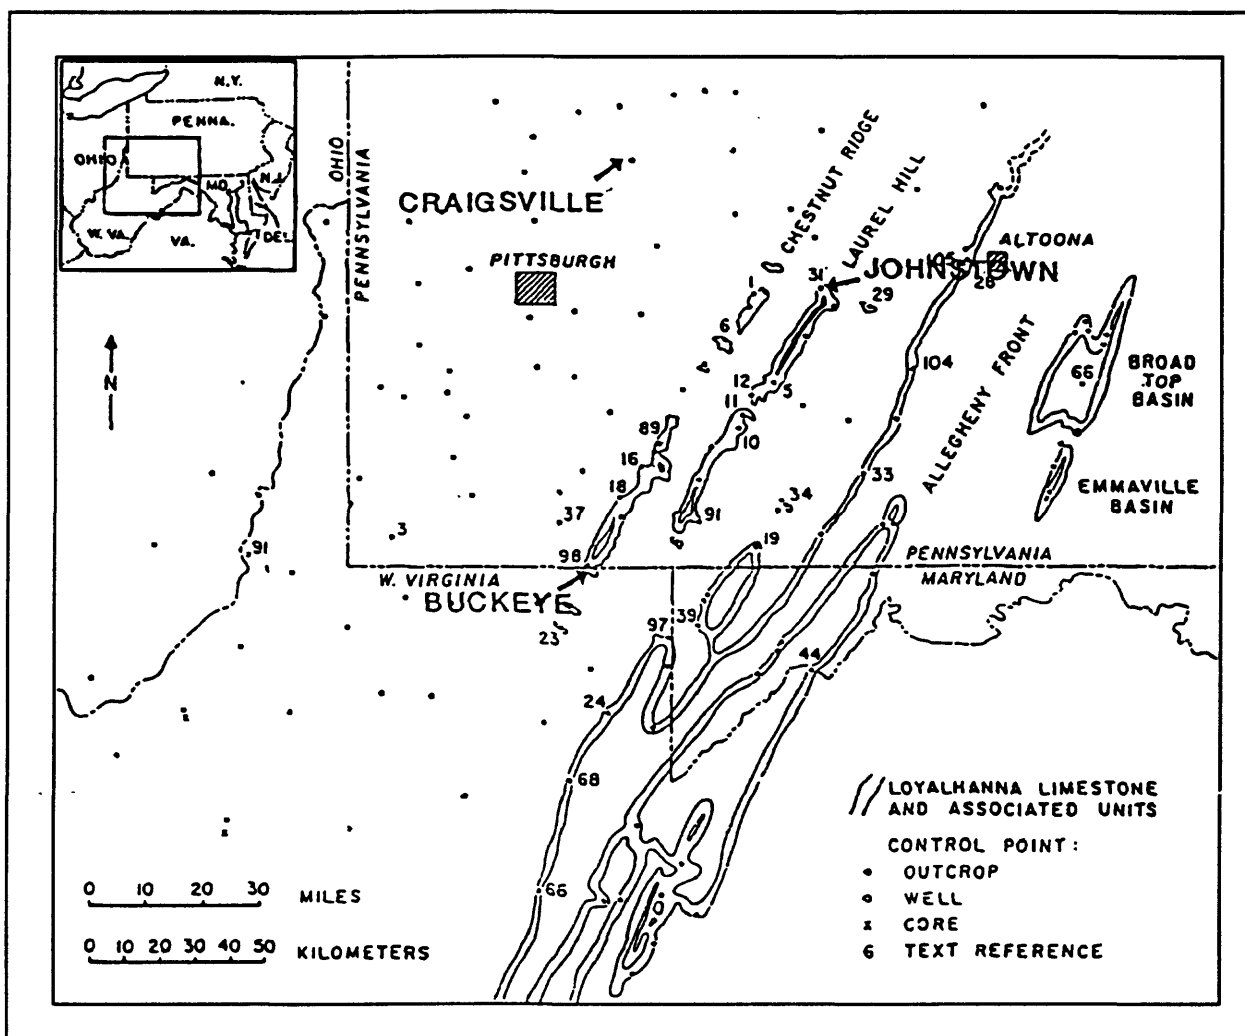 N.Y.
PENNA.
OHIO
MD.
N.J.
W. VA.
VA.
DEL.
OHIO
PENNSYLVANIA
CRAIGSVILLE
PITTSBURGH
CHESTNUT RIDGE
LAUREL HILL
ALTOONA
JOHNSTOWN
105
28
31
29
1
6
N
104
ALLEGHENY FRONT
66
BROAD
TOP
BASIN
12
5
11
10
89
16
18
33
EMMAVILLE
BASIN
37
34
91
3
19
91
98
PENNSYLVANIA
MARYLAND
W. VIRGINIA
BUCKEYE
23
39
97
44
24
68
66
LOYALHANNA LIMESTONE
AND ASSOCIATED UNITS
CONTROL POINT:
OUTCROP
WELL
CORE
6 TEXT REFERENCE
0 10 20 30 MILES
0 10 20 30 40 50 KILOMETERS